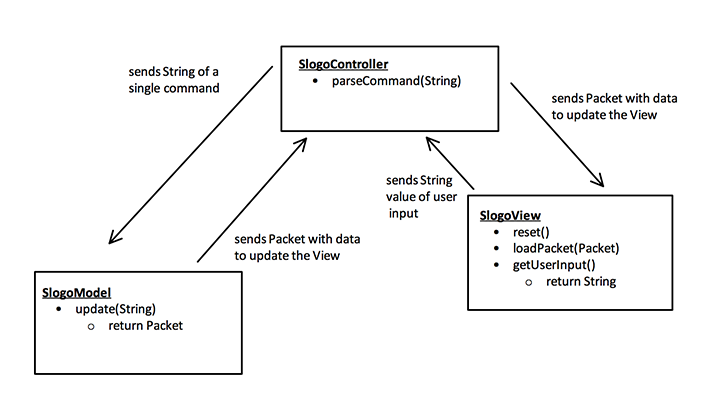 SlogoController
• parseCommand(String)
sends String of a
single command
sends Packet with data
to update the View
sends String
value of user
input
sends Packet with data
to update the View
SlogoView
• reset()
• loadPacket(Packet)
• getUserInput()
○ return String
SlogoModel
• update(String)
○ return Packet